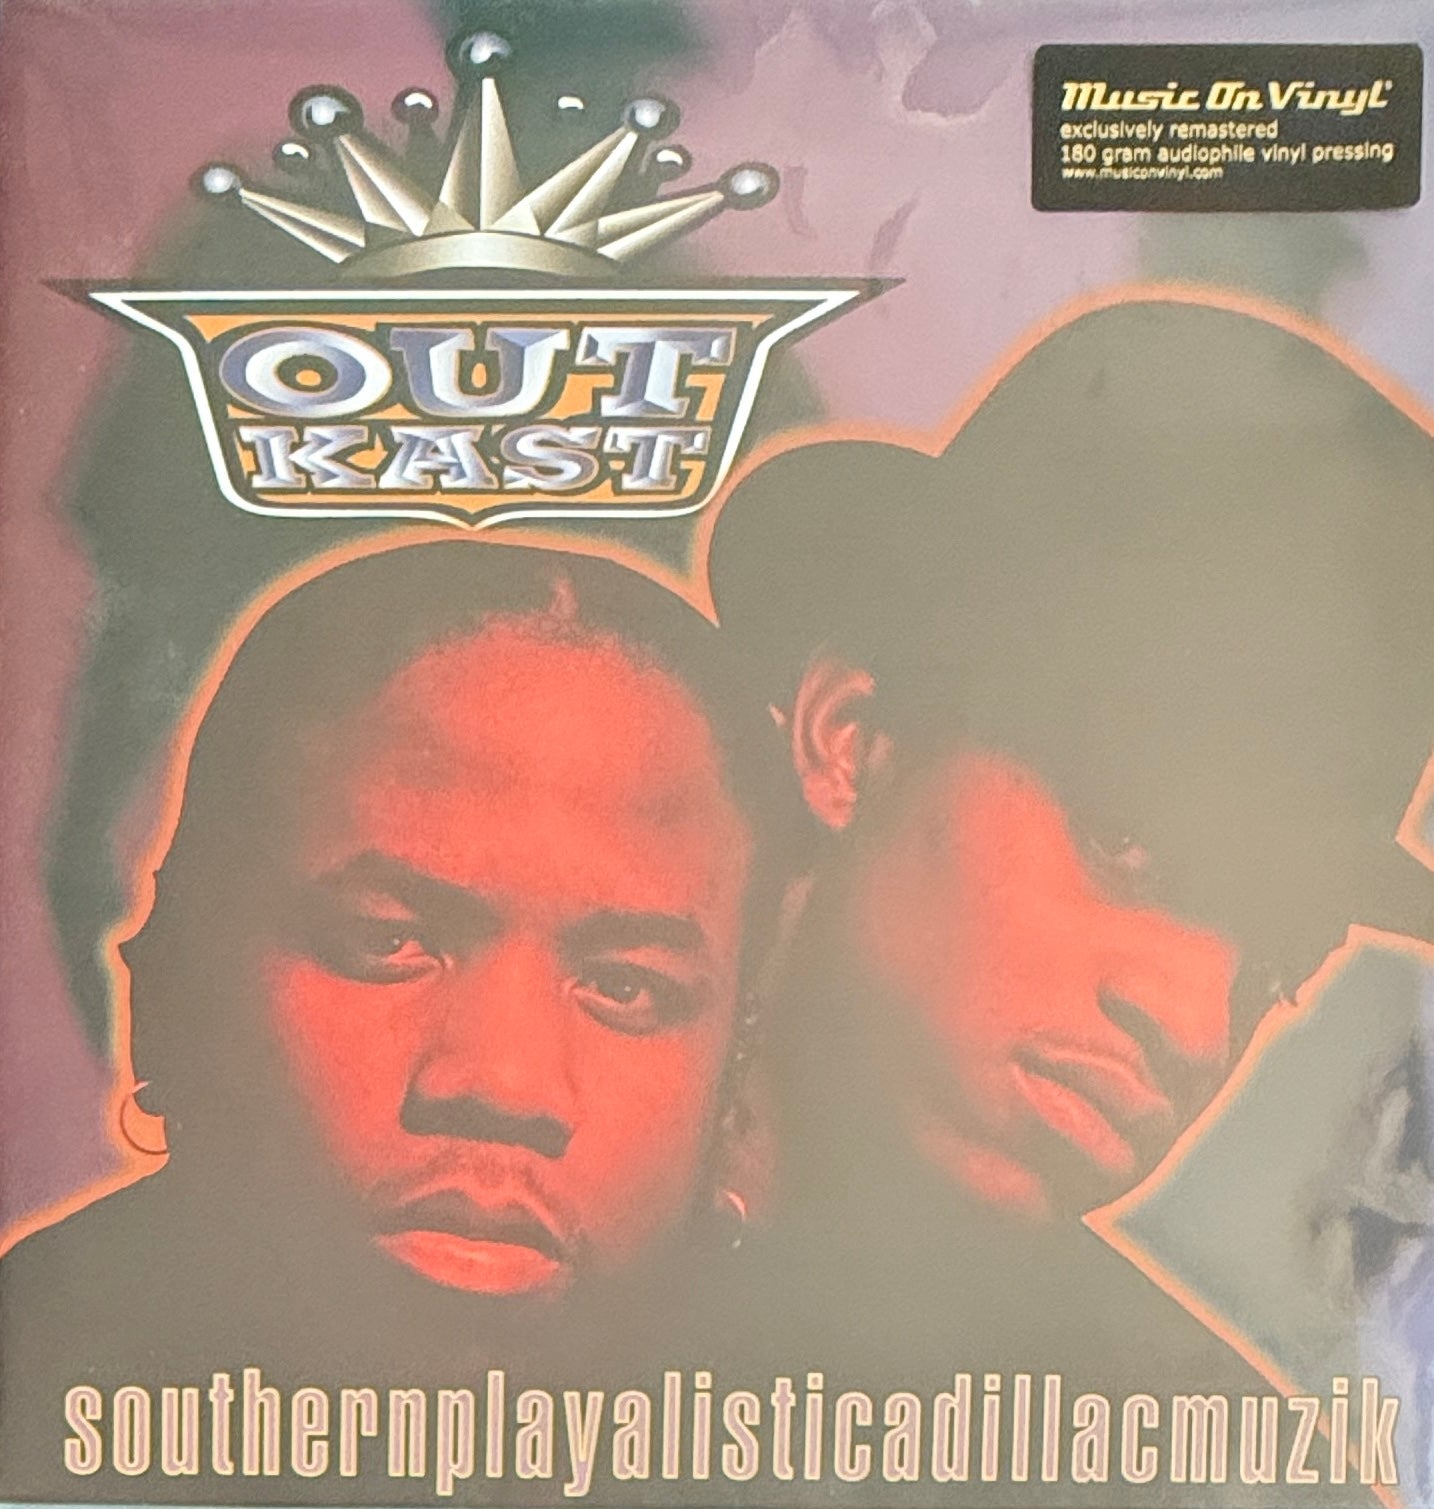 Music On Vinyl
exclusively remastered
180 gram audiophile vinyl pressing
www.musiconvinyl.com
OUT
KAST
southernplayalisticadillacmuzik